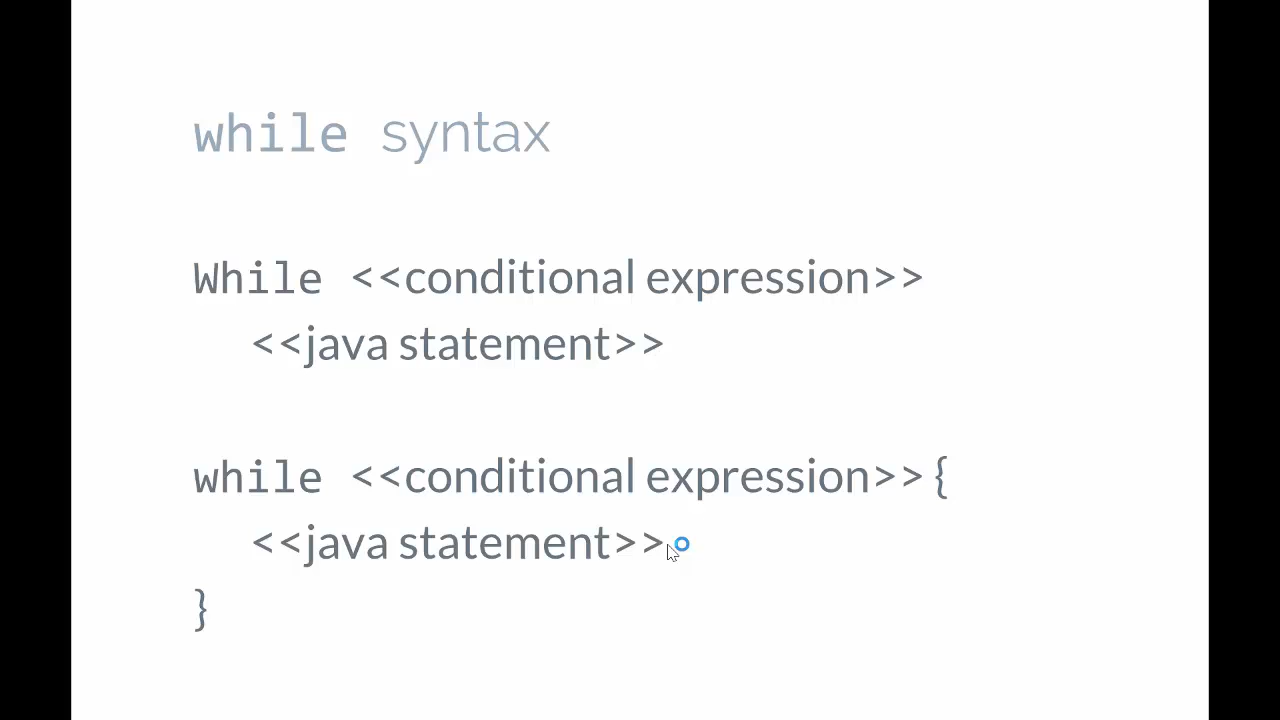 while syntax
While <<conditional expression>>
<<java statement>>
while <<conditional expression>> {
<<java statement>>
}